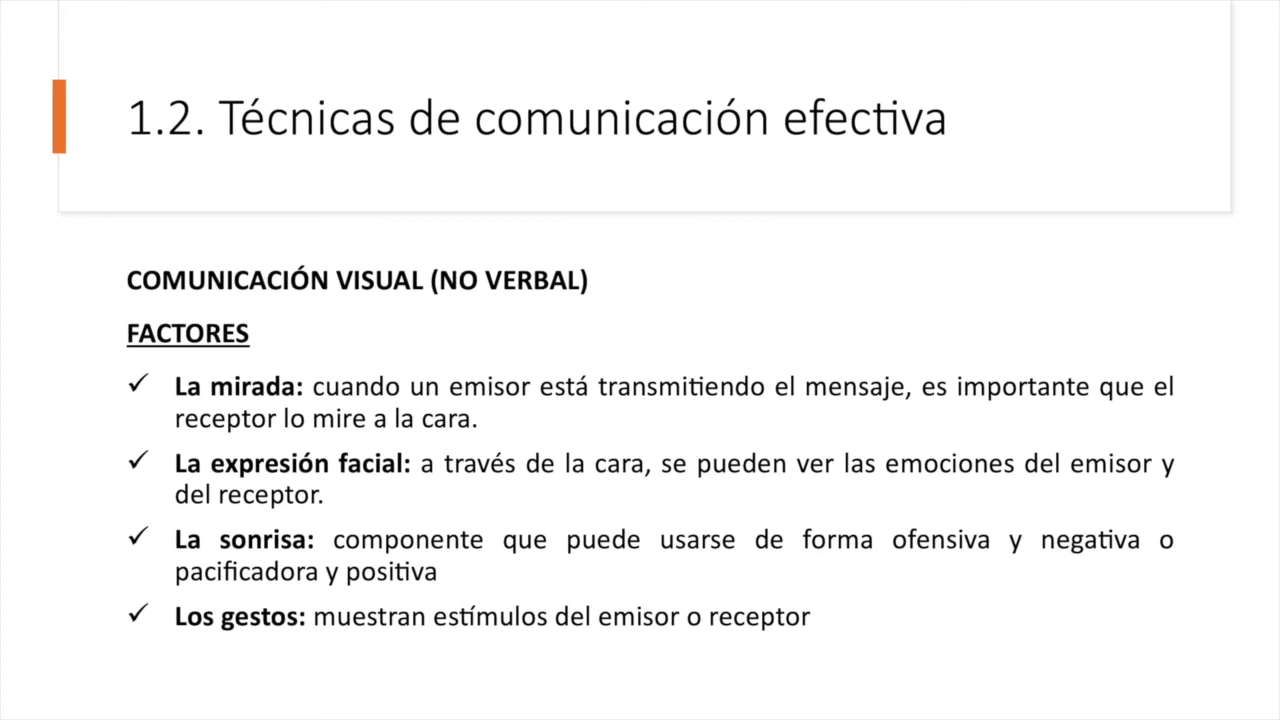 1.2. Técnicas de comunicación efectiva
COMUNICACIÓN VISUAL (NO VERBAL)
FACTORES
✓ La mirada: cuando un emisor está transmitiendo el mensaje, es importante que el
receptor lo mire a la cara.
✓ La expresión facial: a través de la cara, se pueden ver las emociones del emisor y
del receptor.
✓ La sonrisa: componente que puede usarse de forma ofensiva y negativa o
pacificadora y positiva
✓ Los gestos: muestran estímulos del emisor o receptor